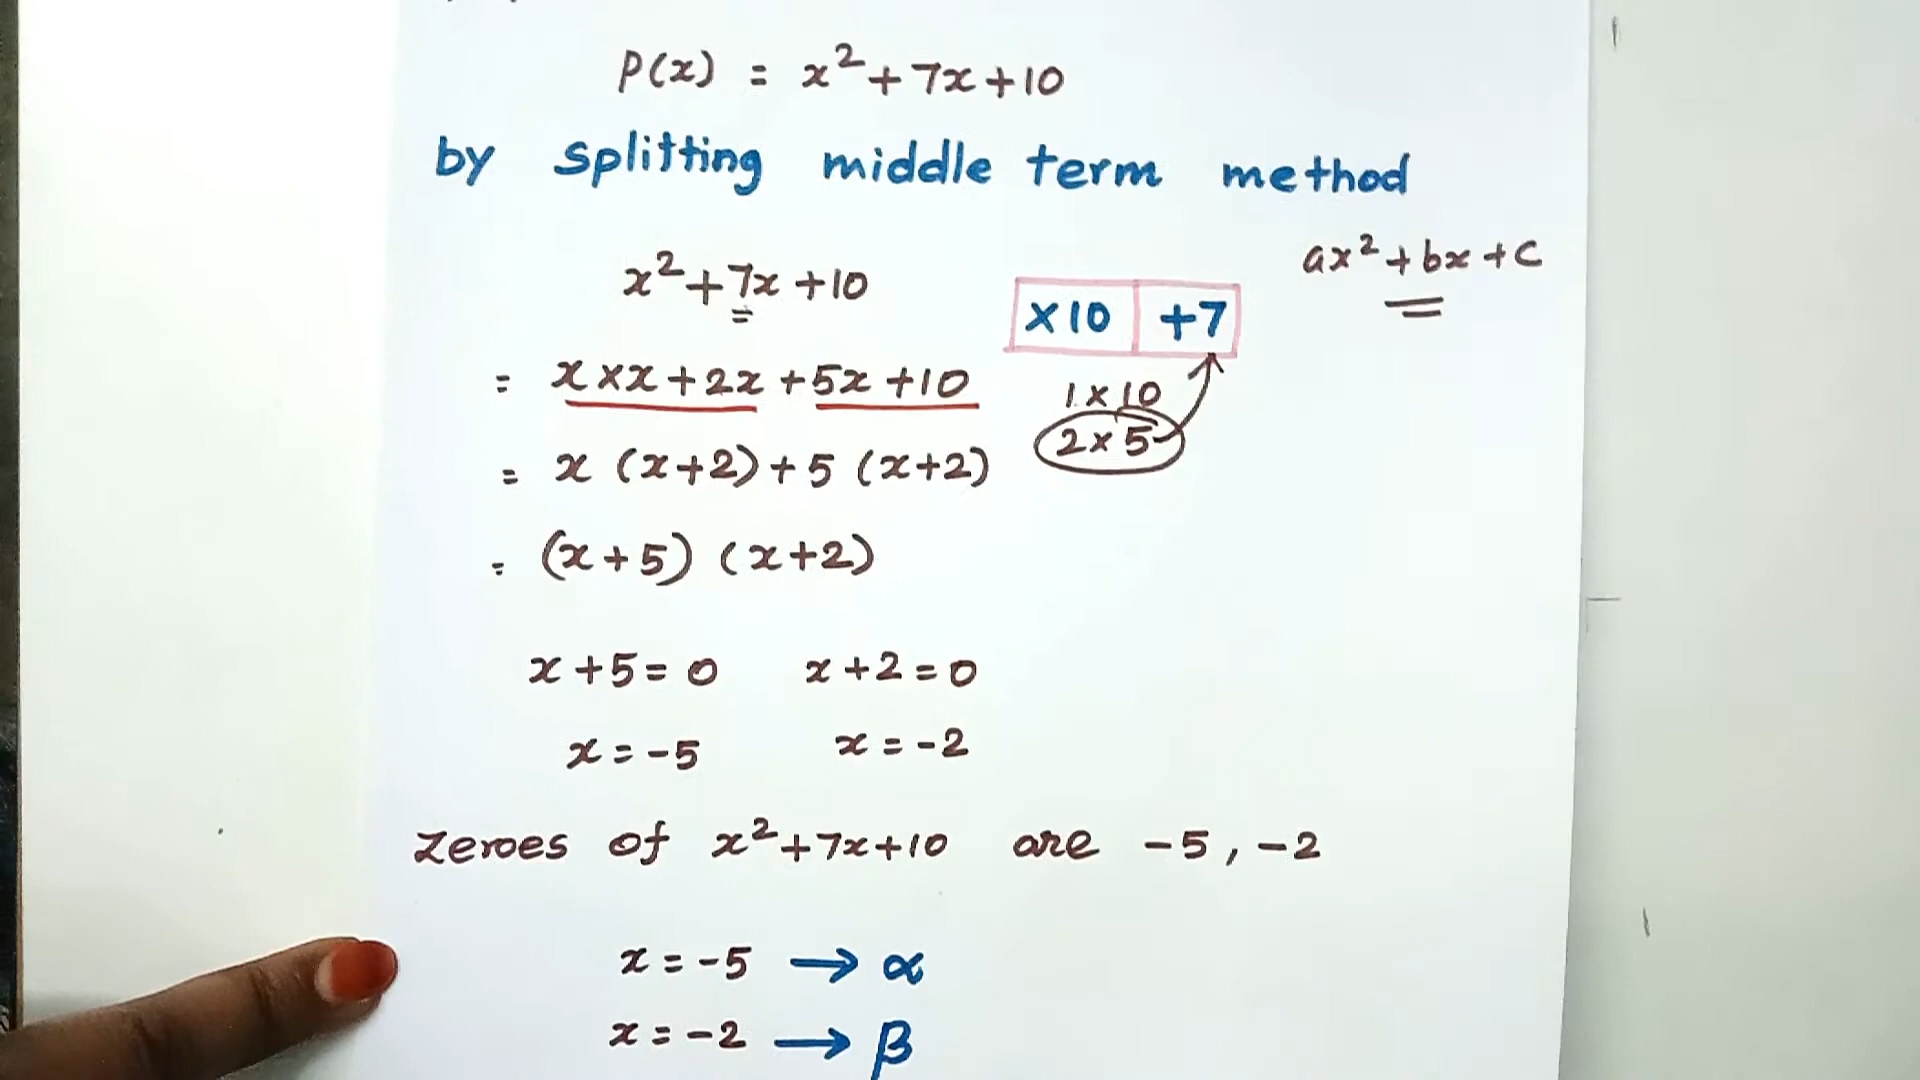 P(x) = x² + 7x + 10
by splitting middle term method
ax² + bx + c
x² + 7x + 10
×10 +7
= x × x + 2x + 5x + 10
1 × 10
2 × 5
= x (x+2) + 5 (x+2)
= (x+5) (x+2)
x + 5 = 0 x + 2 = 0
x = -5 x = -2
zeroes of x² + 7x + 10 are -5, -2
x = -5 → α
x = -2 → β